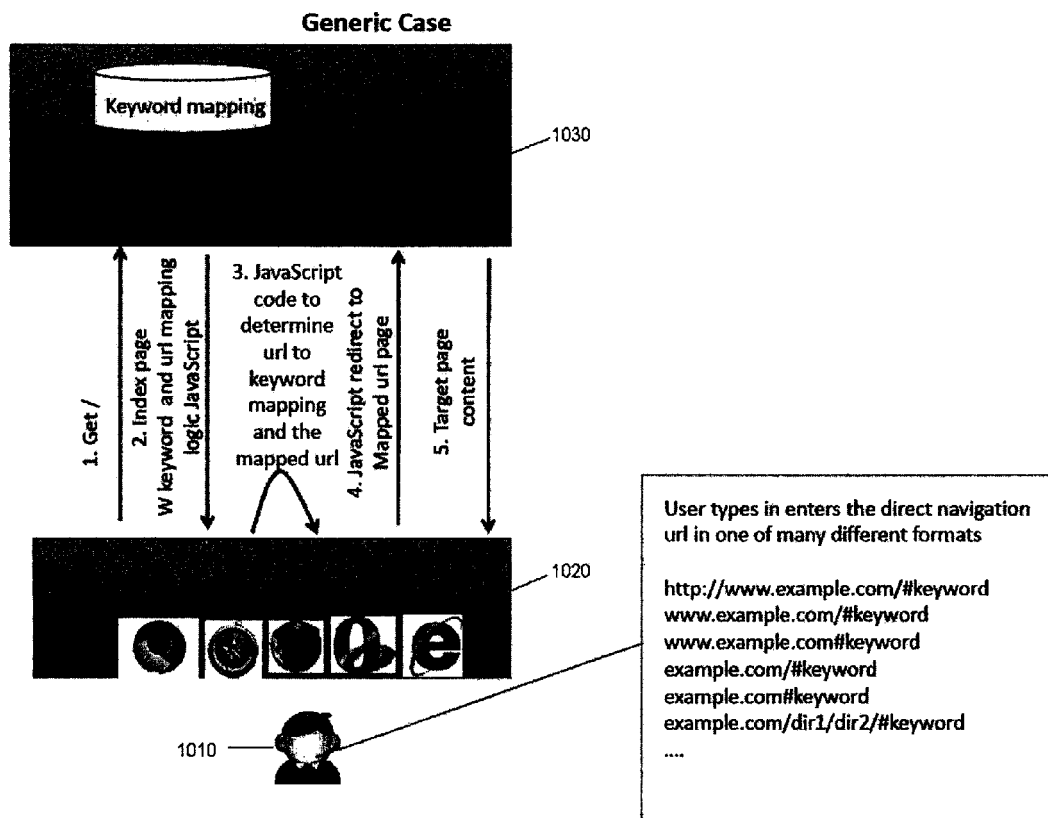 Generic Case
Keyword mapping
1030
1. Get /
2. Index page
W keyword and url mapping
logic JavaScript
3. JavaScript
code to
determine
url to
keyword
mapping
and the
mapped url
4. JavaScript redirect to
Mapped url page
5. Target page
content
1020
1010
User types in enters the direct navigation
url in one of many different formats
http://www.example.com/#keyword
www.example.com/#keyword
www.example.com#keyword
example.com/#keyword
example.com#keyword
example.com/dir1/dir2/#keyword
....